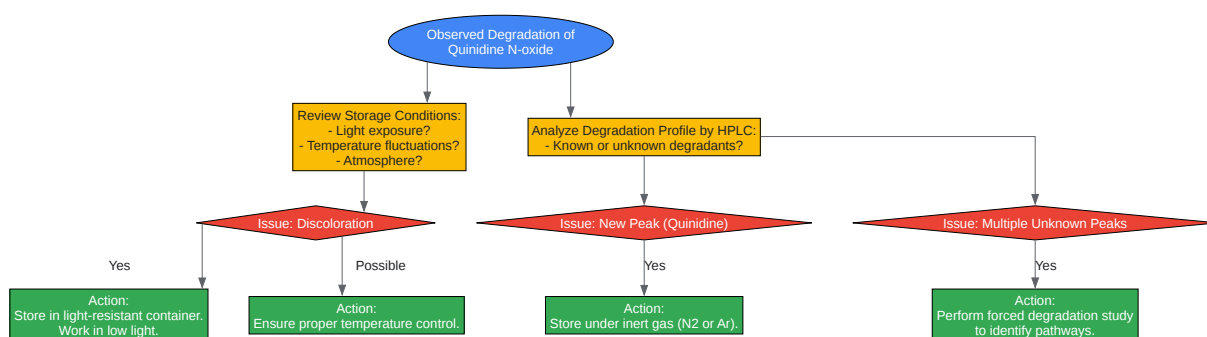 Observed Degradation of
Quinidine N-oxide
Review Storage Conditions:
- Light exposure?
- Temperature fluctuations?
- Atmosphere?
Analyze Degradation Profile by HPLC:
- Known or unknown degradants?
Issue: Discoloration
Issue: New Peak (Quinidine)
Issue: Multiple Unknown Peaks
Yes
Possible
Yes
Yes
Action:
Store in light-resistant container.
Work in low light.
Action:
Ensure proper temperature control.
Action:
Store under inert gas (N2 or Ar).
Action:
Perform forced degradation study
to identify pathways.